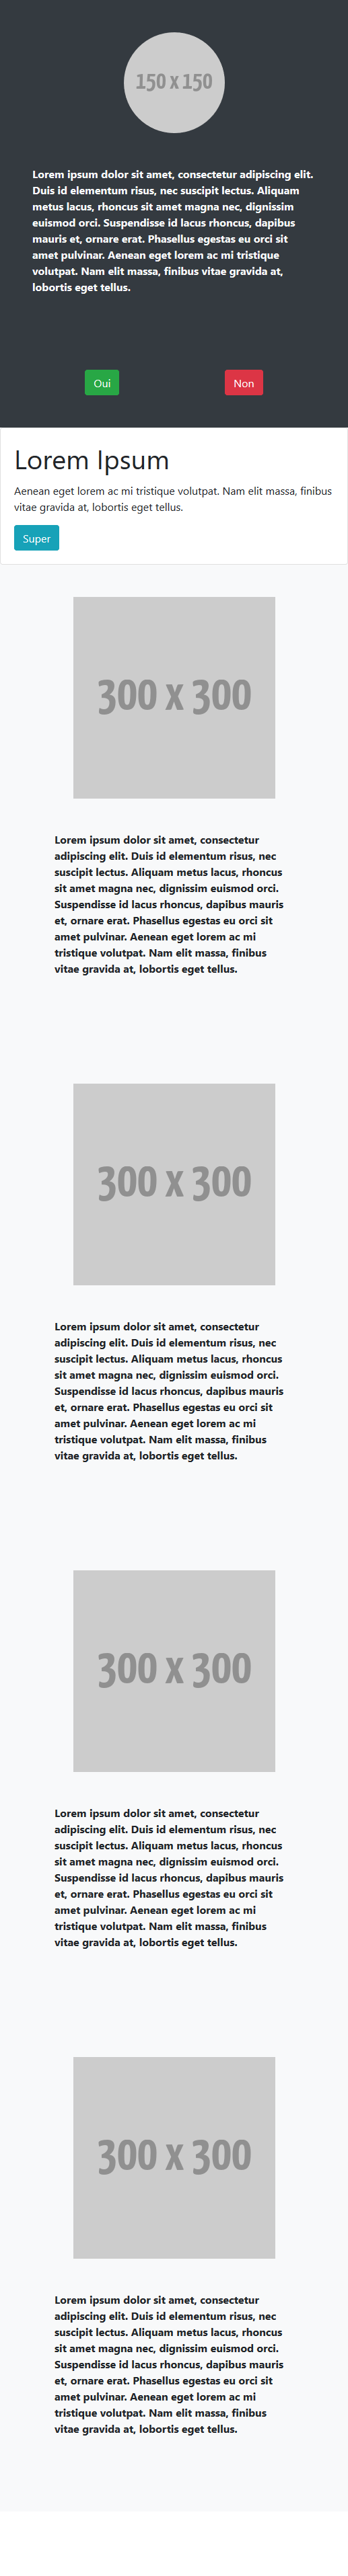 150 x 150
Lorem ipsum dolor sit amet, consectetur adipiscing elit.
Duis id elementum risus, nec suscipit lectus. Aliquam
metus lacus, rhoncus sit amet magna nec, dignissim
euismod orci. Suspendisse id lacus rhoncus, dapibus
mauris et, ornare erat. Phasellus egestas eu orci sit
amet pulvinar. Aenean eget lorem ac mi tristique
volutpat. Nam elit massa, finibus vitae gravida at,
lobortis eget tellus.
Oui Non
Lorem Ipsum
Aenean eget lorem ac mi tristique volutpat. Nam elit massa, finibus
vitae gravida at, lobortis eget tellus.
Super
300 x 300
Lorem ipsum dolor sit amet, consectetur
adipiscing elit. Duis id elementum risus, nec
suscipit lectus. Aliquam metus lacus, rhoncus
sit amet magna nec, dignissim euismod orci.
Suspendisse id lacus rhoncus, dapibus mauris
et, ornare erat. Phasellus egestas eu orci sit
amet pulvinar. Aenean eget lorem ac mi
tristique volutpat. Nam elit massa, finibus
vitae gravida at, lobortis eget tellus.
300 x 300
Lorem ipsum dolor sit amet, consectetur
adipiscing elit. Duis id elementum risus, nec
suscipit lectus. Aliquam metus lacus, rhoncus
sit amet magna nec, dignissim euismod orci.
Suspendisse id lacus rhoncus, dapibus mauris
et, ornare erat. Phasellus egestas eu orci sit
amet pulvinar. Aenean eget lorem ac mi
tristique volutpat. Nam elit massa, finibus
vitae gravida at, lobortis eget tellus.
300 x 300
Lorem ipsum dolor sit amet, consectetur
adipiscing elit. Duis id elementum risus, nec
suscipit lectus. Aliquam metus lacus, rhoncus
sit amet magna nec, dignissim euismod orci.
Suspendisse id lacus rhoncus, dapibus mauris
et, ornare erat. Phasellus egestas eu orci sit
amet pulvinar. Aenean eget lorem ac mi
tristique volutpat. Nam elit massa, finibus
vitae gravida at, lobortis eget tellus.
300 x 300
Lorem ipsum dolor sit amet, consectetur
adipiscing elit. Duis id elementum risus, nec
suscipit lectus. Aliquam metus lacus, rhoncus
sit amet magna nec, dignissim euismod orci.
Suspendisse id lacus rhoncus, dapibus mauris
et, ornare erat. Phasellus egestas eu orci sit
amet pulvinar. Aenean eget lorem ac mi
tristique volutpat. Nam elit massa, finibus
vitae gravida at, lobortis eget tellus.